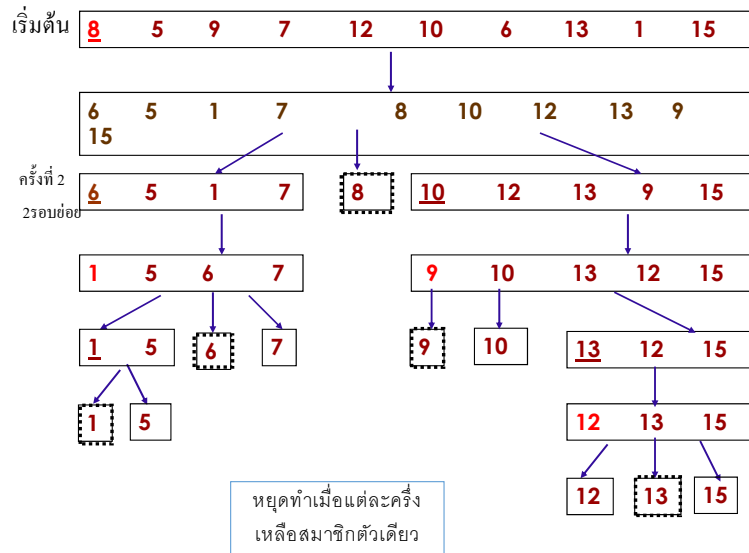 เริ่มต้น 8 5 9 7 12 10 6 13 1 15
6 5 1 7 8 10 12 13 9
15
ครั้งที่ 2
2รอบย่อย
6 5 1 7 8 10 12 13 9 15
1 5 6 7 9 10 13 12 15
1 5 6 7 9 10 13 12 15
1 5 12 13 15
12 13 15
หยุดทำเมื่อแต่ละครึ่ง
เหลือสมาชิกตัวเดียว